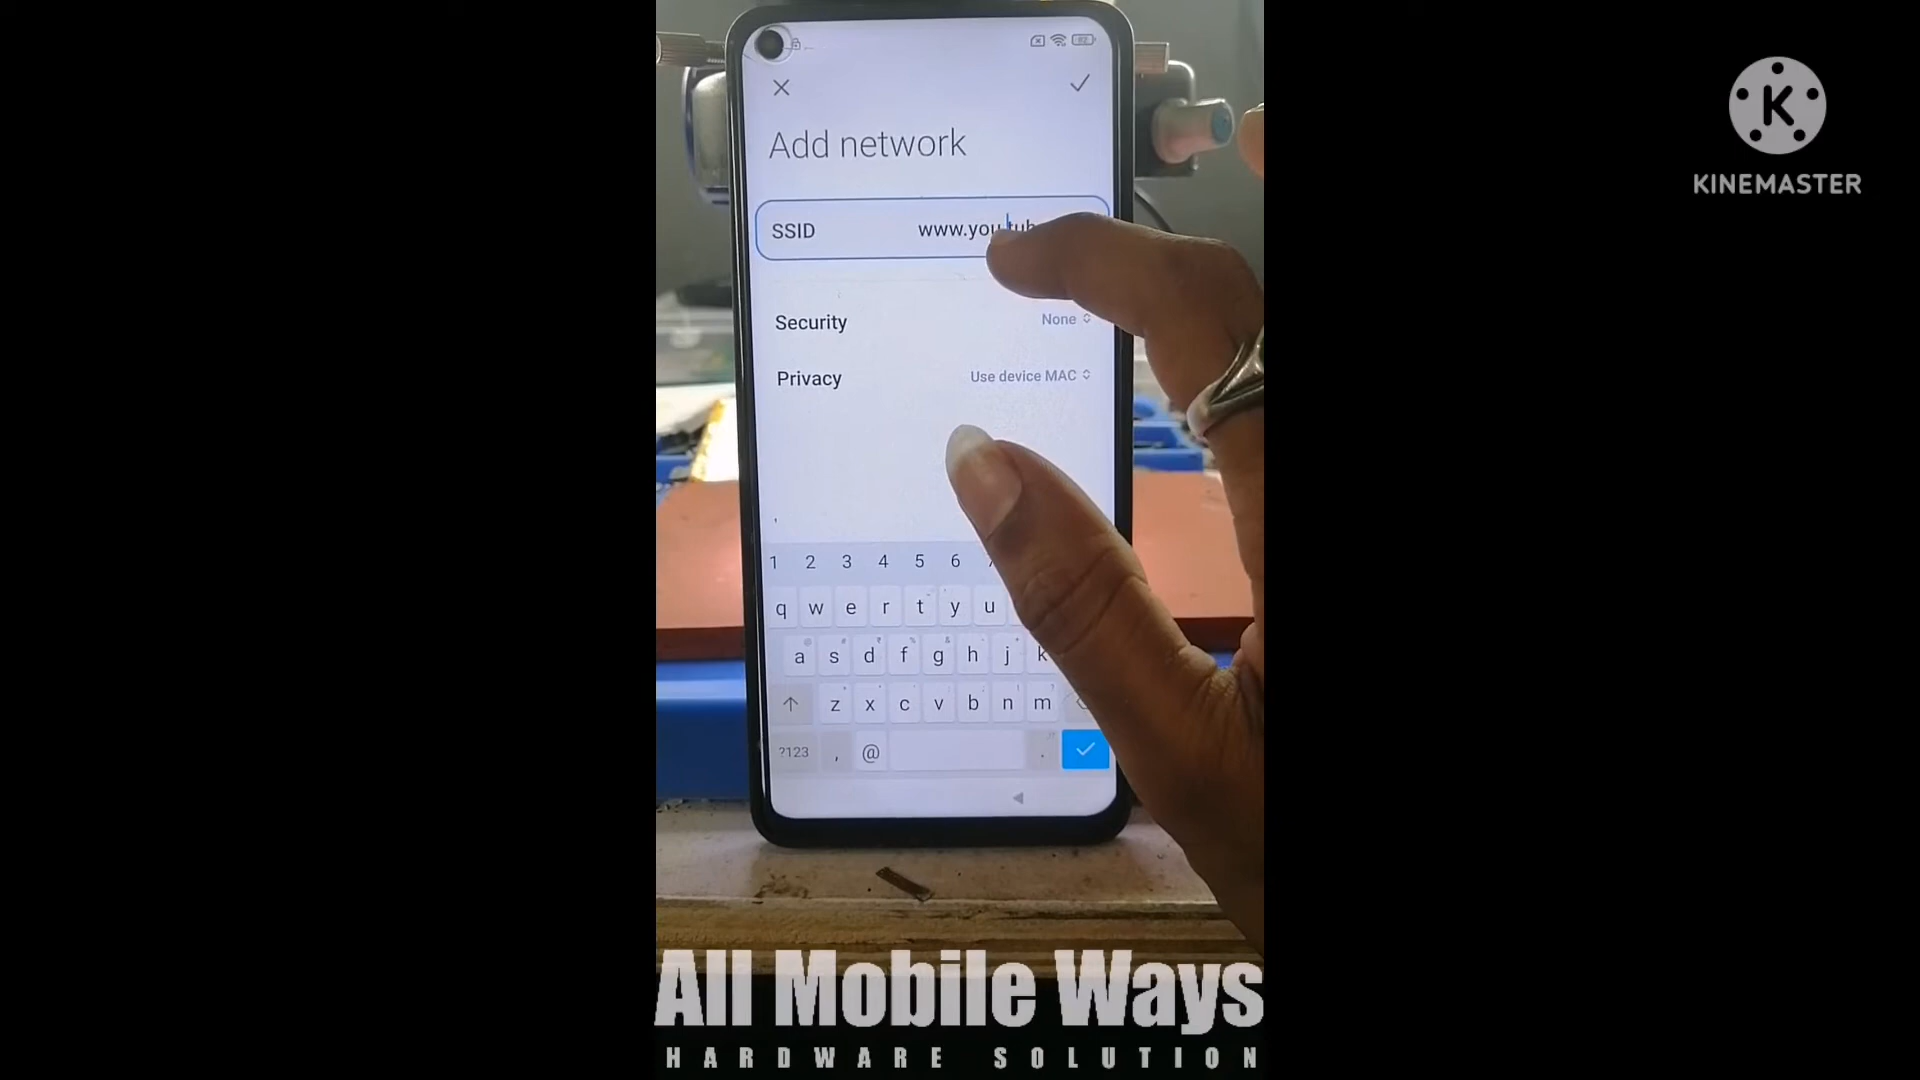 82
Add network
SSID www.you
Security None
Privacy Use device MAC
1 2 3 4 5 6
q w e r t y u
a s d f g h j k
z x c v b n m
?123 , @ .
K
KINEMASTER
All Mobile Ways
HARDWARE SOLUTION